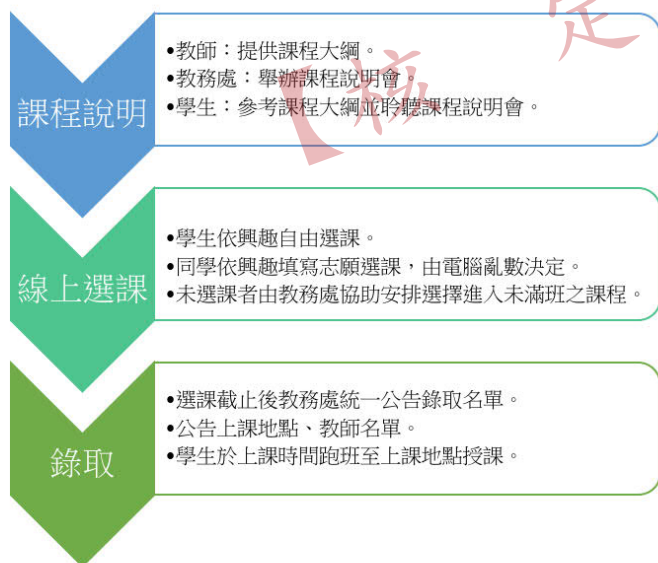 定
【核
課程說明
•教師：提供課程大綱。
•教務處：舉辦課程說明會。
•學生：參考課程大綱並聆聽課程說明會。
線上選課
•學生依興趣自由選課。
•同學依興趣填寫志願選課，由電腦亂數決定。
•未選課者由教務處協助安排選擇進入未滿班之課程。
錄取
•選課截止後教務處統一公告錄取名單。
•公告上課地點、教師名單。
•學生於上課時間跑班至上課地點授課。